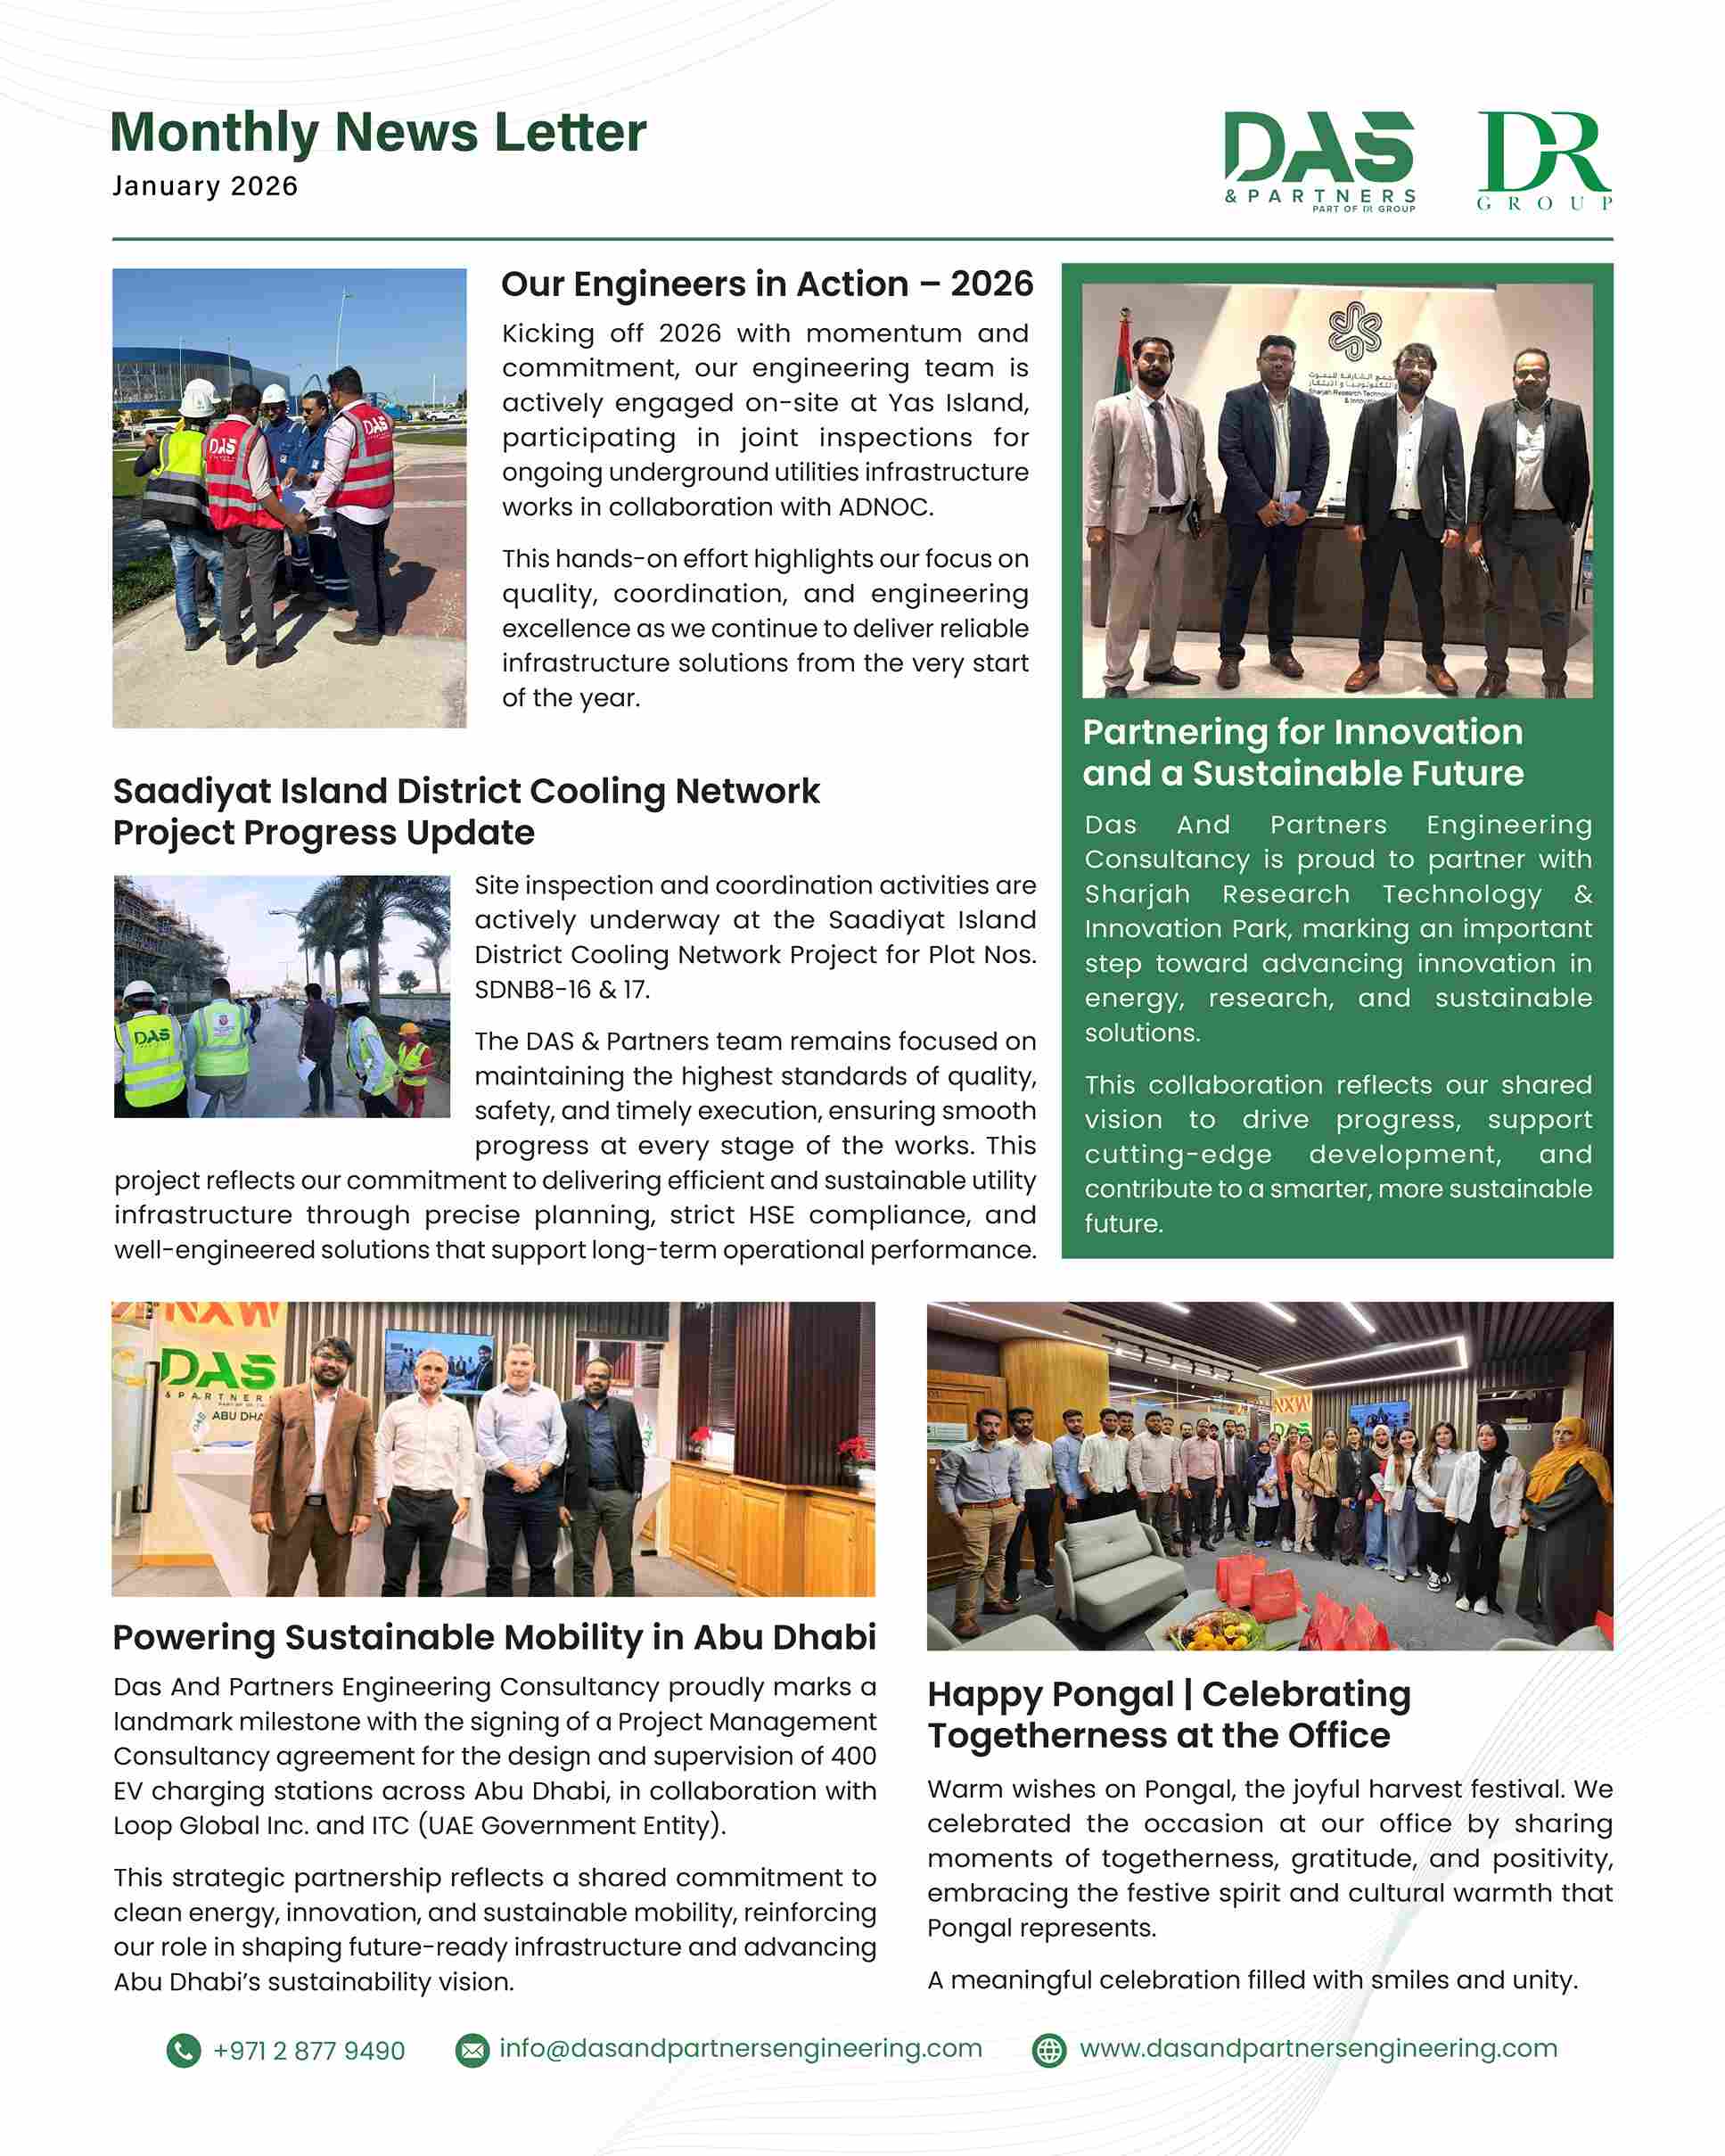 Monthly News Letter
January 2026
DAS
& PARTNERS
PART OF DR GROUP
DR
GROUP
Our Engineers in Action – 2026
Kicking off 2026 with momentum and
commitment, our engineering team is
actively engaged on-site at Yas Island,
participating in joint inspections for
ongoing underground utilities infrastructure
works in collaboration with ADNOC.
This hands-on effort highlights our focus on
quality, coordination, and engineering
excellence as we continue to deliver reliable
infrastructure solutions from the very start
of the year.
DAS
DAS
Saadiyat Island District Cooling Network
Project Progress Update
DAS
Site inspection and coordination activities are
actively underway at the Saadiyat Island
District Cooling Network Project for Plot Nos.
SDNB8-16 & 17.
The DAS & Partners team remains focused on
maintaining the highest standards of quality,
safety, and timely execution, ensuring smooth
progress at every stage of the works. This
project reflects our commitment to delivering efficient and sustainable utility
infrastructure through precise planning, strict HSE compliance, and
well-engineered solutions that support long-term operational performance.
Sharjah Research Technology
Partnering for Innovation
and a Sustainable Future
Das And Partners Engineering
Consultancy is proud to partner with
Sharjah Research Technology &
Innovation Park, marking an important
step toward advancing innovation in
energy, research, and sustainable
solutions.
This collaboration reflects our shared
vision to drive progress, support
cutting-edge development, and
contribute to a smarter, more sustainable
future.
NXW
DAS
& PARTNER
ABU DHA
Powering Sustainable Mobility in Abu Dhabi
Das And Partners Engineering Consultancy proudly marks a
landmark milestone with the signing of a Project Management
Consultancy agreement for the design and supervision of 400
EV charging stations across Abu Dhabi, in collaboration with
Loop Global Inc. and ITC (UAE Government Entity).
This strategic partnership reflects a shared commitment to
clean energy, innovation, and sustainable mobility, reinforcing
our role in shaping future-ready infrastructure and advancing
Abu Dhabi's sustainability vision.
NXW
DAS
Happy Pongal | Celebrating
Togetherness at the Office
Warm wishes on Pongal, the joyful harvest festival. We
celebrated the occasion at our office by sharing
moments of togetherness, gratitude, and positivity,
embracing the festive spirit and cultural warmth that
Pongal represents.
A meaningful celebration filled with smiles and unity.
+971 2 877 9490
info@dasandpartnersengineering.com
www.dasandpartnersengineering.com